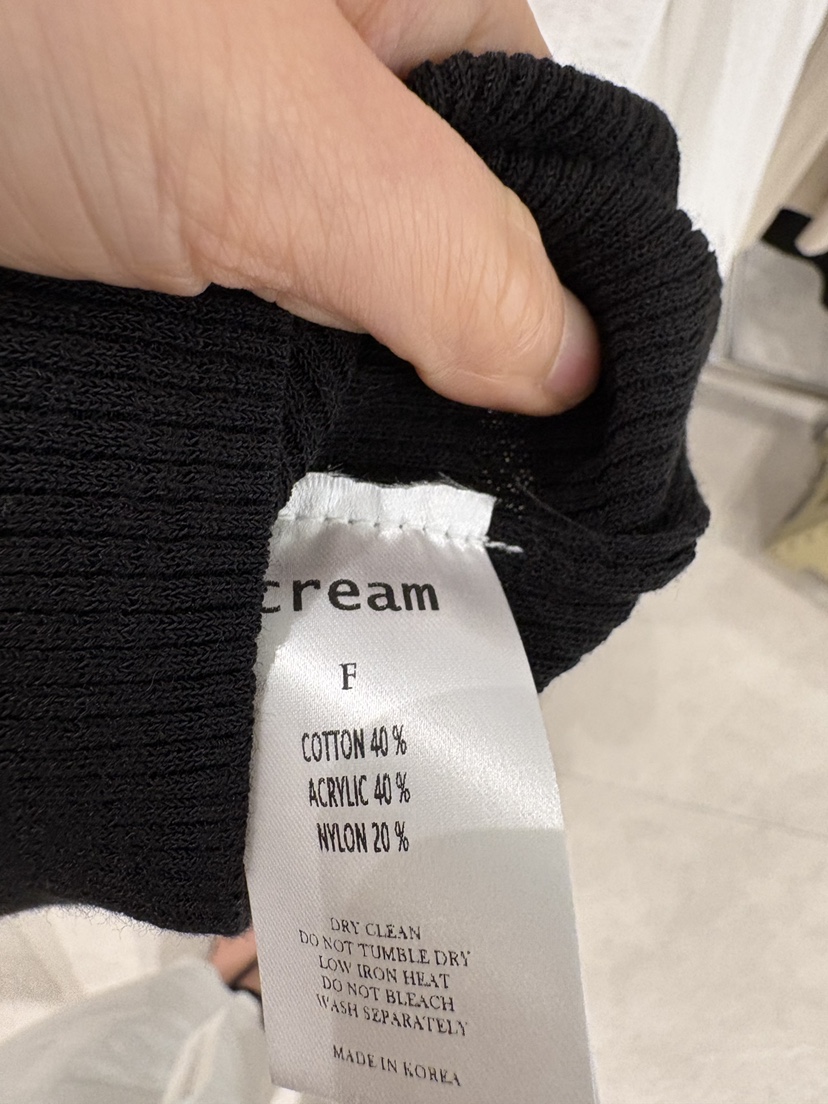 cream
F
COTTON 40 %
ACRYLIC 40 %
NYLON 20 %
DRY CLEAN
DO NOT TUMBLE DRY
LOW IRON HEAT
DO NOT BLEACH
WASH SEPARATELY
MADE IN KOREA